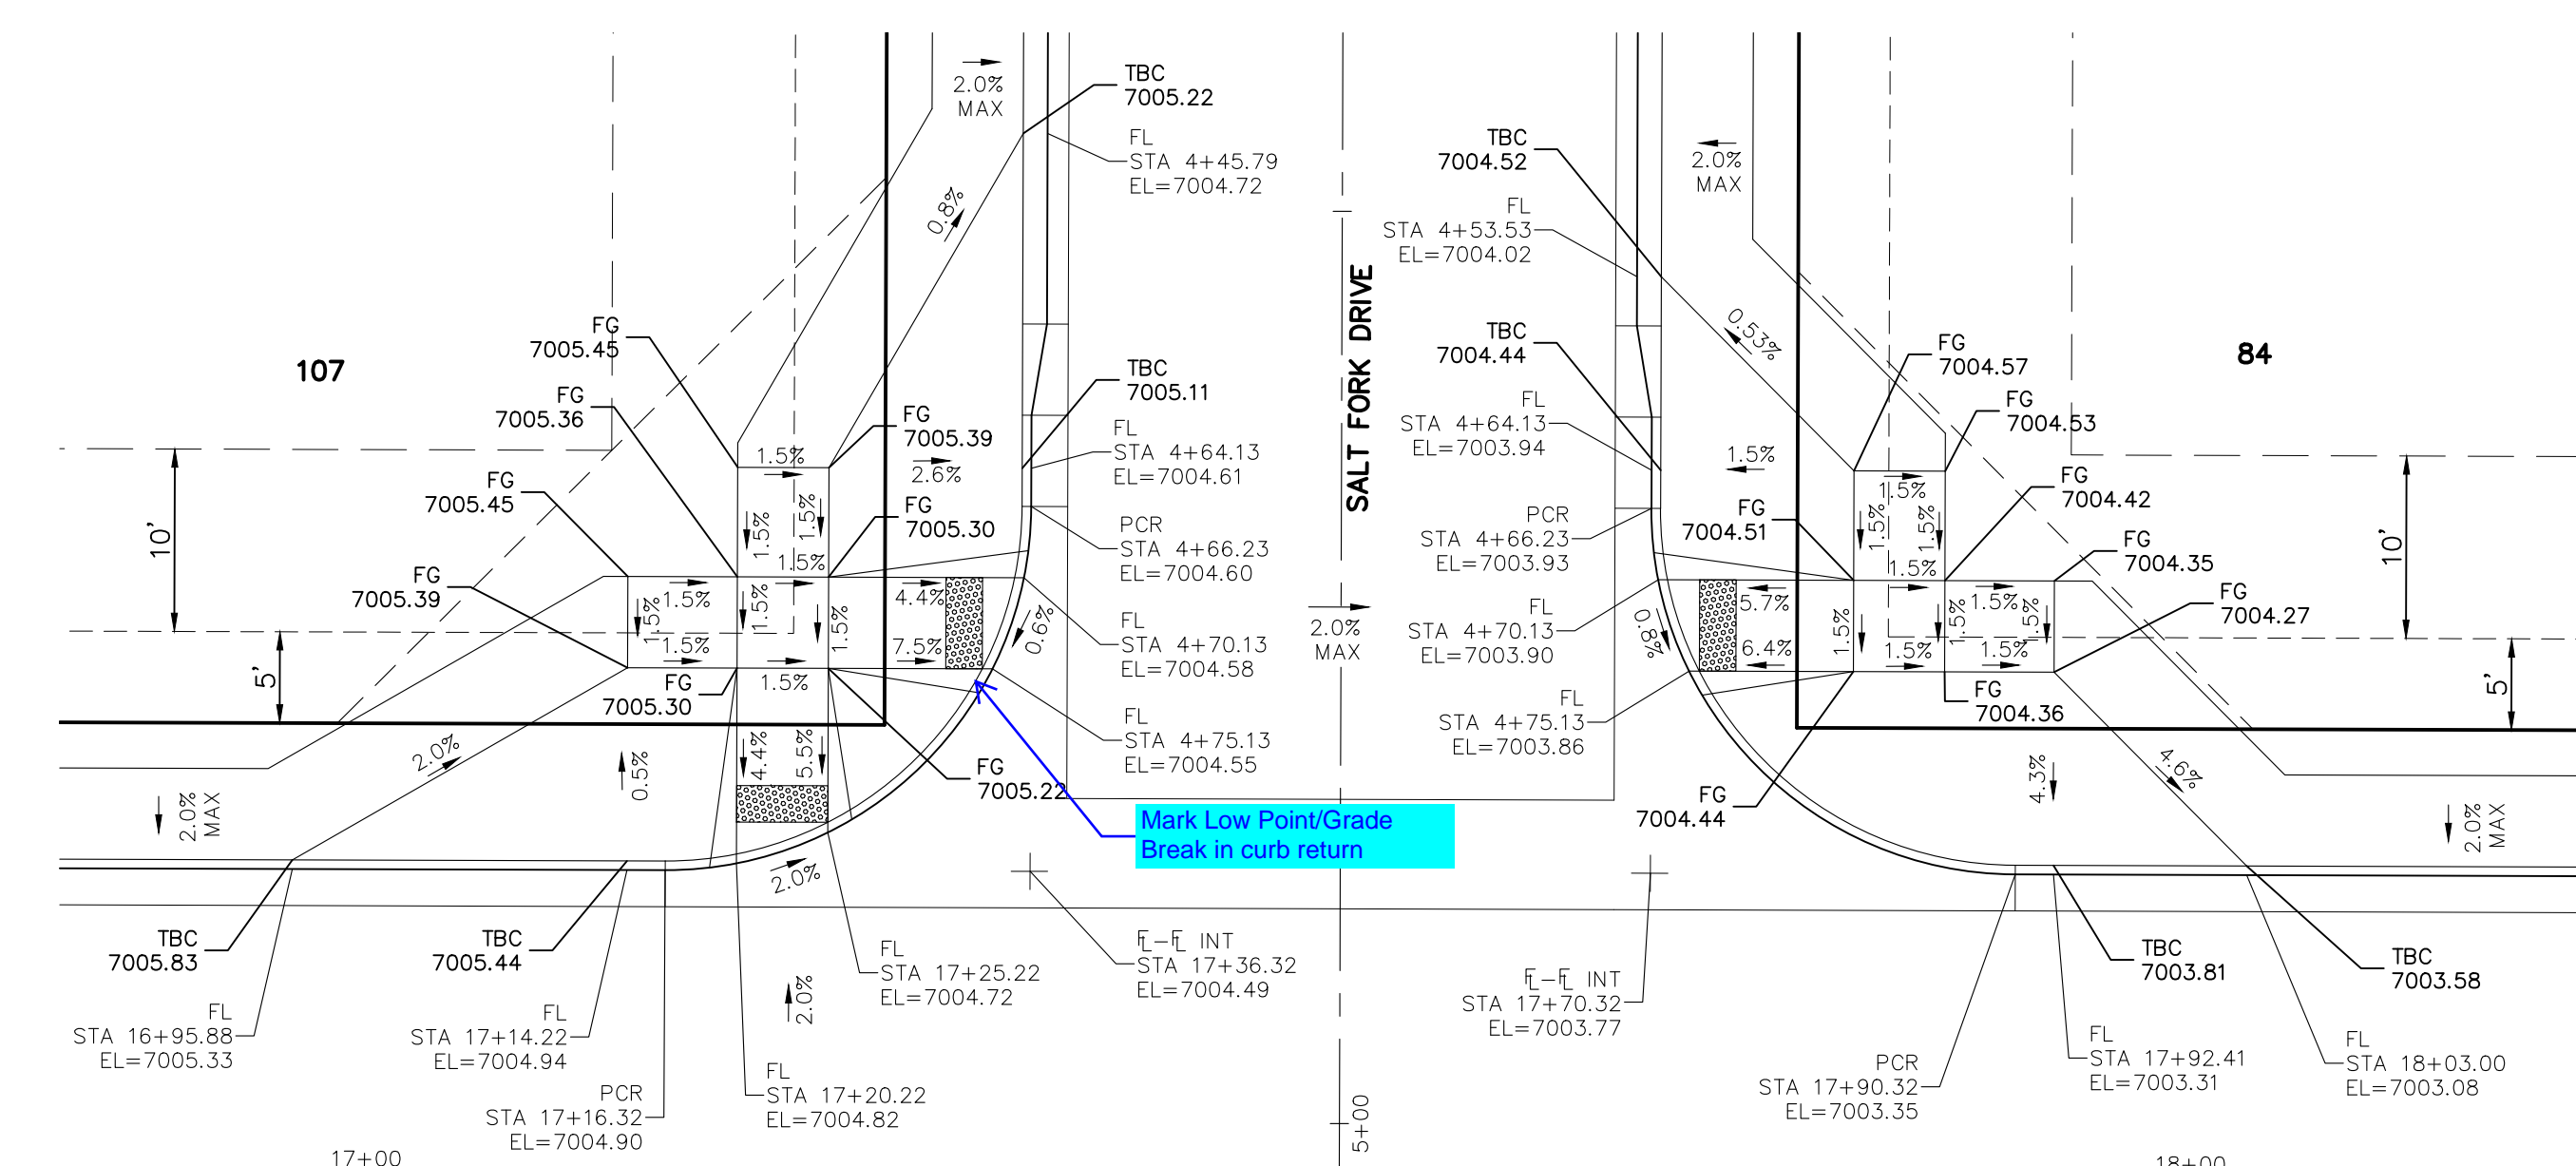 2.0%
MAX
TBC
7005.22
FL
STA 4+45.79
EL=7004.72
0.8%
FG
7005.45
107
FG
7005.36
TBC
7005.11
FG
7005.39
1.5%
2.6%
FL
STA 4+64.13
EL=7004.61
FG
7005.45
FG
7005.30
10'
1.5%
1.5%
1.5%
PCR
STA 4+66.23
EL=7004.60
FG
7005.39
1.5%
1.5%
1.5%
1.5%
4.4%
0.6%
FL
STA 4+70.13
EL=7004.58
5'
1.5%
7.5%
FG
7005.30
1.5%
FL
STA 4+75.13
EL=7004.55
2.0%
0.5%
4.4%
5.5%
FG
7005.22
2.0%
MAX
Mark Low Point/Grade
Break in curb return
2.0%
TBC
7005.83
TBC
7005.44
FL
STA 17+25.22
EL=7004.72
FL-FL INT
STA 17+36.32
EL=7004.49
2.0%
FL
STA 16+95.88
EL=7005.33
FL
STA 17+14.22
EL=7004.94
PCR
STA 17+16.32
EL=7004.90
FL
STA 17+20.22
EL=7004.82
17+00
SALT FORK DRIVE
2.0%
MAX
5+00
TBC
7004.52
2.0%
MAX
FL
STA 4+53.53
EL=7004.02
0.53%
TBC
7004.44
FG
7004.57
84
FL
STA 4+64.13
EL=7003.94
1.5%
FG
7004.53
1.5%
FG
7004.42
PCR
STA 4+66.23
EL=7003.93
FG
7004.51
1.5%
1.5%
1.5%
FG
7004.35
10'
FL
STA 4+70.13
EL=7003.90
0.8%
5.7%
1.5%
1.5%
1.5%
.5%
FG
7004.27
6.4%
1.5%
1.5%
5'
FL
STA 4+75.13
EL=7003.86
FG
7004.36
FG
7004.44
4.3%
4.6%
2.0%
MAX
FL-FL INT
STA 17+70.32
EL=7003.77
TBC
7003.81
TBC
7003.58
PCR
STA 17+90.32
EL=7003.35
FL
STA 17+92.41
EL=7003.31
FL
STA 18+03.00
EL=7003.08
18+00